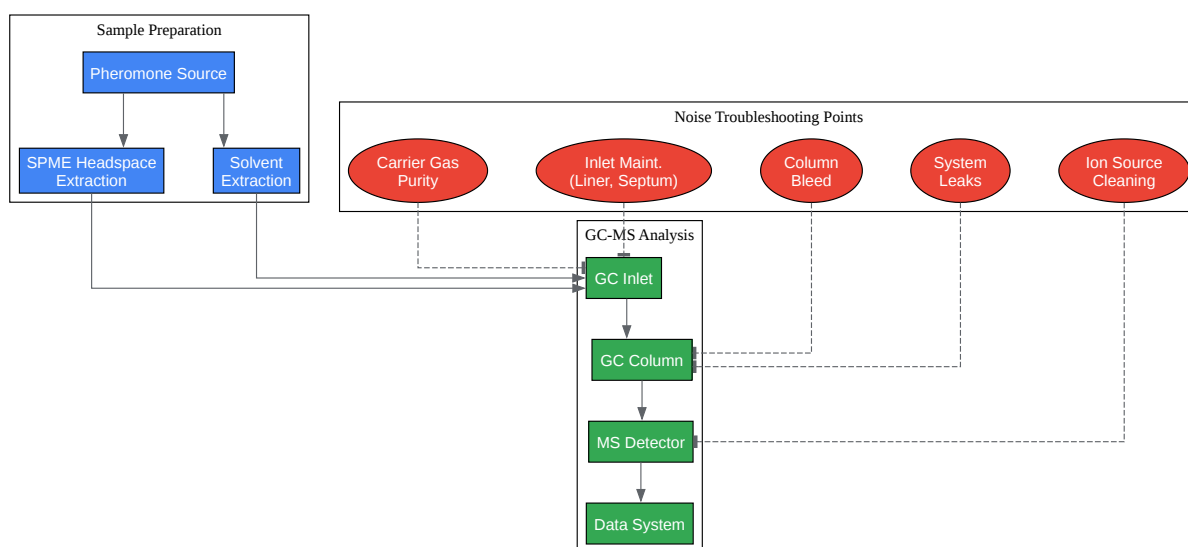 Sample Preparation
Pheromone Source
SPME Headspace
Extraction
Solvent
Extraction
Noise Troubleshooting Points
Carrier Gas
Purity
Inlet Maint.
(Liner, Septum)
Column
Bleed
System
Leaks
Ion Source
Cleaning
GC-MS Analysis
GC Inlet
GC Column
MS Detector
Data System